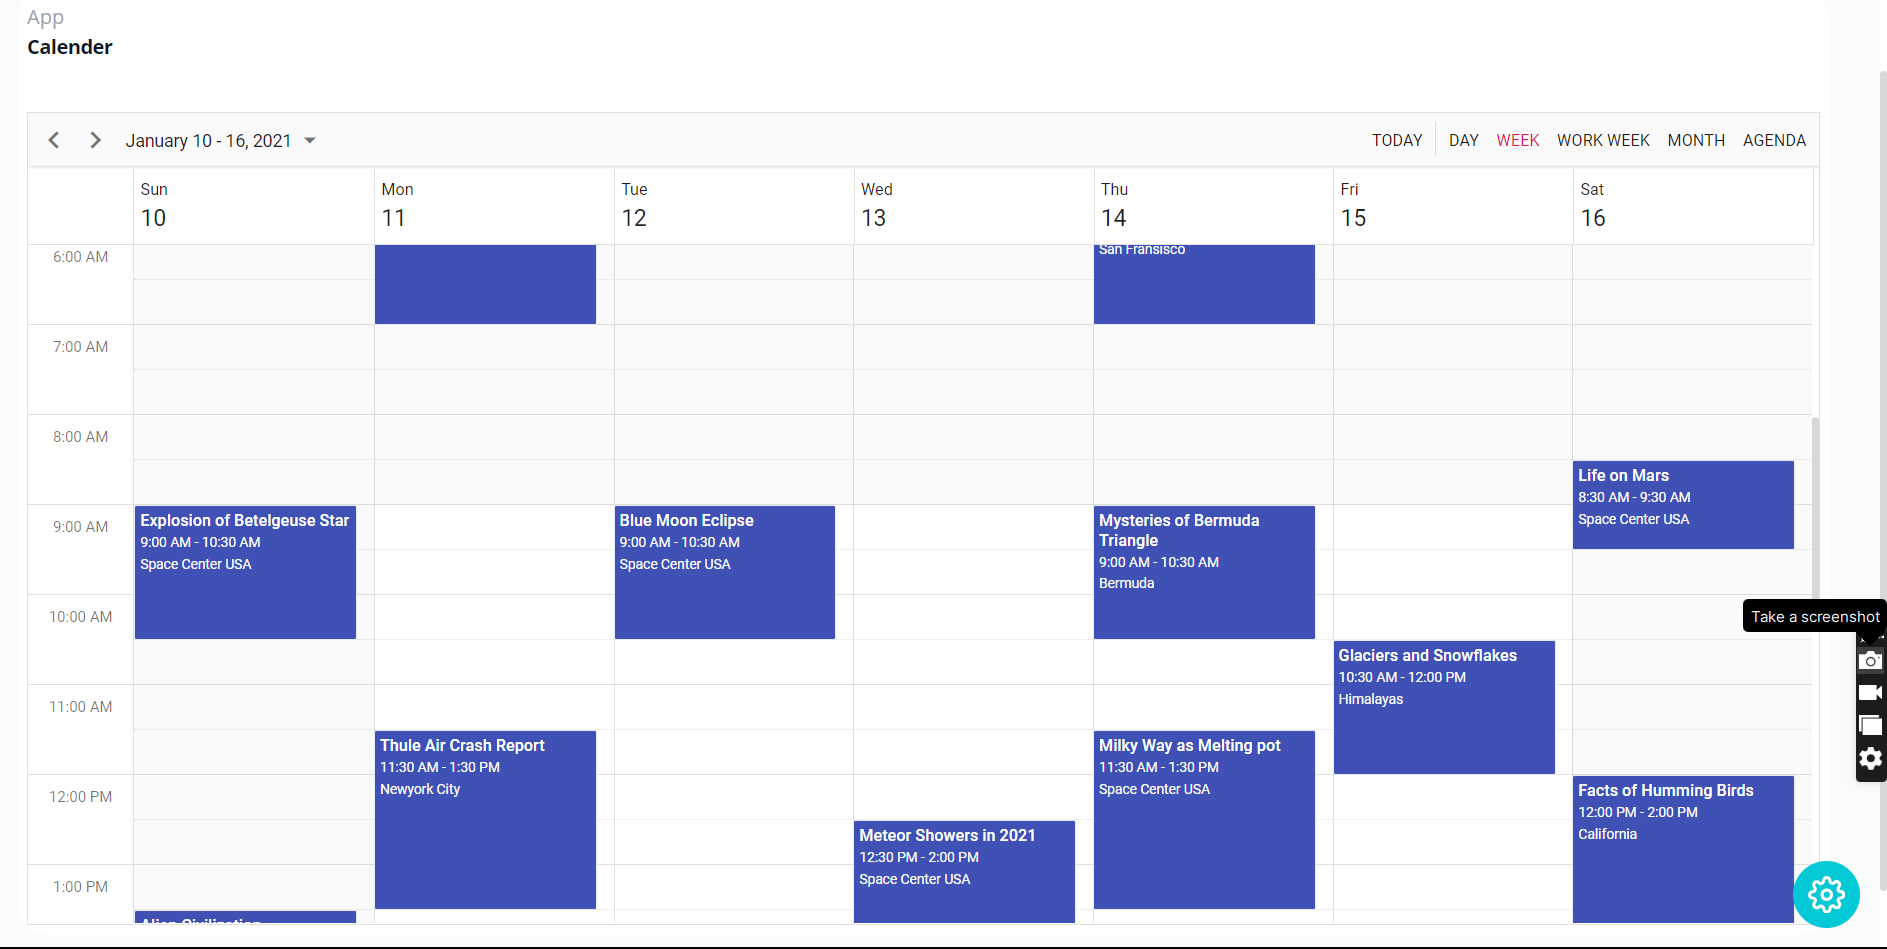 App
Calender
January 10 - 16, 2021
TODAY DAY WEEK WORK WEEK MONTH AGENDA
Sun Mon Tue Wed Thu Fri Sat
10 11 12 13 14 15 16
6:00 AM
San Fransisco
7:00 AM
8:00 AM
Life on Mars
8:30 AM - 9:30 AM
Space Center USA
9:00 AM
Explosion of Betelgeuse Star
9:00 AM - 10:30 AM
Space Center USA
Blue Moon Eclipse
9:00 AM - 10:30 AM
Space Center USA
Mysteries of Bermuda
Triangle
9:00 AM - 10:30 AM
Bermuda
10:00 AM
Take a screenshot
Glaciers and Snowflakes
10:30 AM - 12:00 PM
Himalayas
11:00 AM
Thule Air Crash Report
11:30 AM - 1:30 PM
Newyork City
Milky Way as Melting pot
11:30 AM - 1:30 PM
Space Center USA
12:00 PM
Facts of Humming Birds
12:00 PM - 2:00 PM
California
Meteor Showers in 2021
12:30 PM - 2:00 PM
Space Center USA
1:00 PM
Alien Civilization